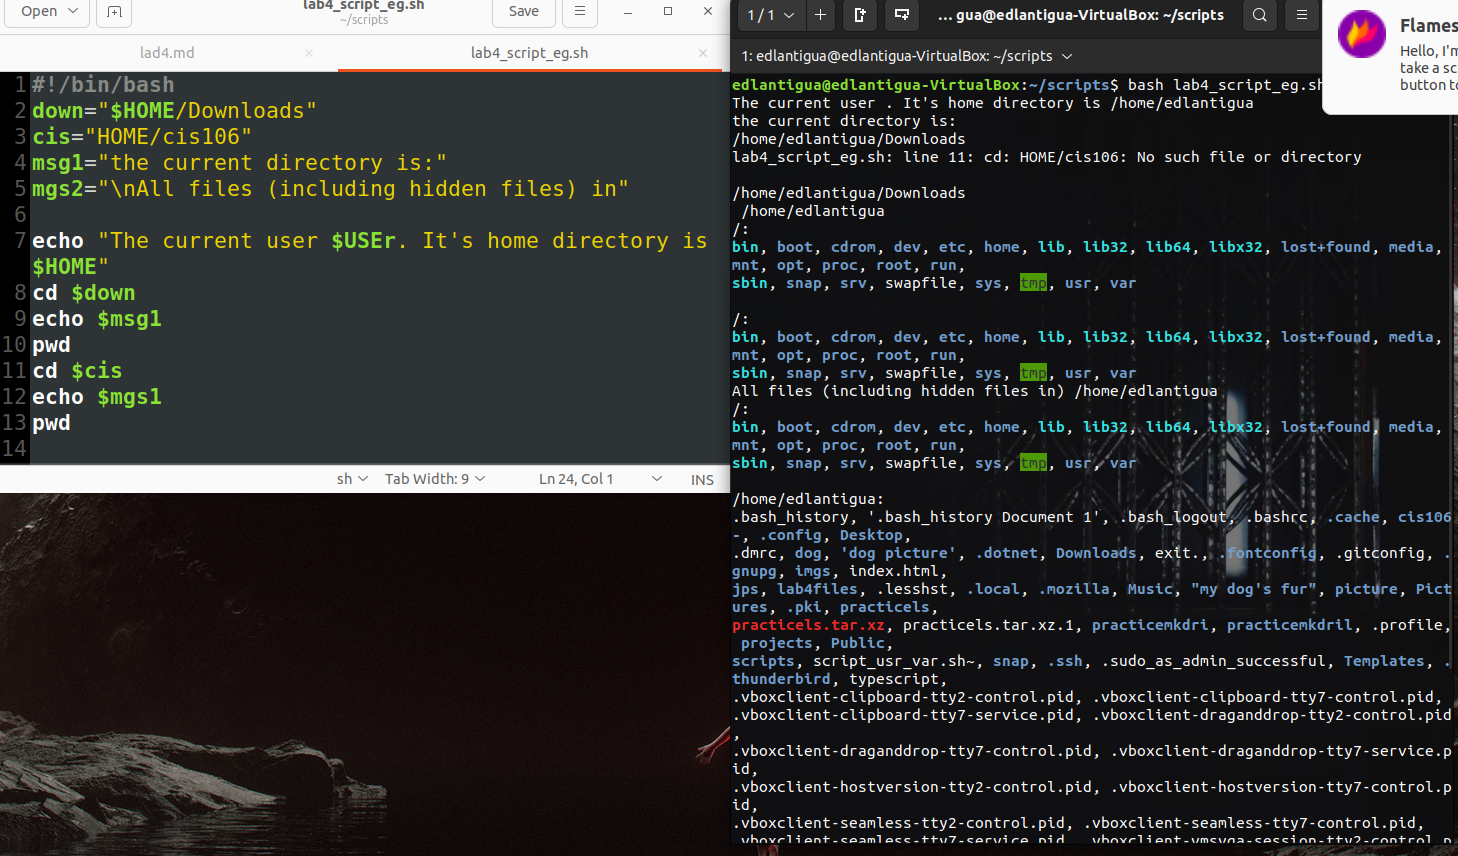 Open
lab4_script_eg.sh
~/scripts
Save
lad4.md
lab4_script_eg.sh
1 #!/bin/bash
2 down="$HOME/Downloads"
3 cis="HOME/cis106"
4 msg1="the current directory is:"
5 mgs2="\nAll files (including hidden files) in"
6
7 echo "The current user $USEr. It's home directory is
$HOME"
8 cd $down
9 echo $msg1
10 pwd
11 cd $cis
12 echo $mgs1
13 pwd
14
sh Tab Width: 9 Ln 24, Col 1 INS
1 / 1 ... gua@edlantigua-VirtualBox: ~/scripts
1: edlantigua@edlantigua-VirtualBox: ~/scripts
edlantigua@edlantigua-VirtualBox:~/scripts$ bash lab4_script_eg.sh
The current user . It's home directory is /home/edlantigua
the current directory is:
/home/edlantigua/Downloads
lab4_script_eg.sh: line 11: cd: HOME/cis106: No such file or directory

/home/edlantigua/Downloads
 /home/edlantigua
/:
bin, boot, cdrom, dev, etc, home, lib, lib32, lib64, libx32, lost+found, media,
mnt, opt, proc, root, run,
sbin, snap, srv, swapfile, sys, tmp, usr, var

/:
bin, boot, cdrom, dev, etc, home, lib, lib32, lib64, libx32, lost+found, media,
mnt, opt, proc, root, run,
sbin, snap, srv, swapfile, sys, tmp, usr, var
All files (including hidden files in) /home/edlantigua
/:
bin, boot, cdrom, dev, etc, home, lib, lib32, lib64, libx32, lost+found, media,
mnt, opt, proc, root, run,
sbin, snap, srv, swapfile, sys, tmp, usr, var

/home/edlantigua:
.bash_history, '.bash_history Document 1', .bash_logout, .bashrc, .cache, cis106
-, .config, Desktop,
.dmrc, dog, 'dog picture', .dotnet, Downloads, exit., .fontconfig, .gitconfig, .
gnupg, imgs, index.html,
jps, lab4files, .lesshst, .local, .mozilla, Music, "my dog's fur", picture, Pict
ures, .pki, practicels,
practicels.tar.xz, practicels.tar.xz.1, practicemkdri, practicemkdril, .profile,
 projects, Public,
scripts, script_usr_var.sh~, snap, .ssh, .sudo_as_admin_successful, Templates, .
thunderbird, typescript,
.vboxclient-clipboard-tty2-control.pid, .vboxclient-clipboard-tty7-control.pid,
.vboxclient-clipboard-tty7-service.pid, .vboxclient-draganddrop-tty2-control.pid
,
.vboxclient-draganddrop-tty7-control.pid, .vboxclient-draganddrop-tty7-service.p
id,
.vboxclient-hostversion-tty2-control.pid, .vboxclient-hostversion-tty7-control.p
id,
.vboxclient-seamless-tty2-control.pid, .vboxclient-seamless-tty7-control.pid,
.vboxclient-seamless-tty7-service.pid, .vboxclient-vmsvga-session-tty2-control.p
Flames
Hello, I'm
take a sc
button to